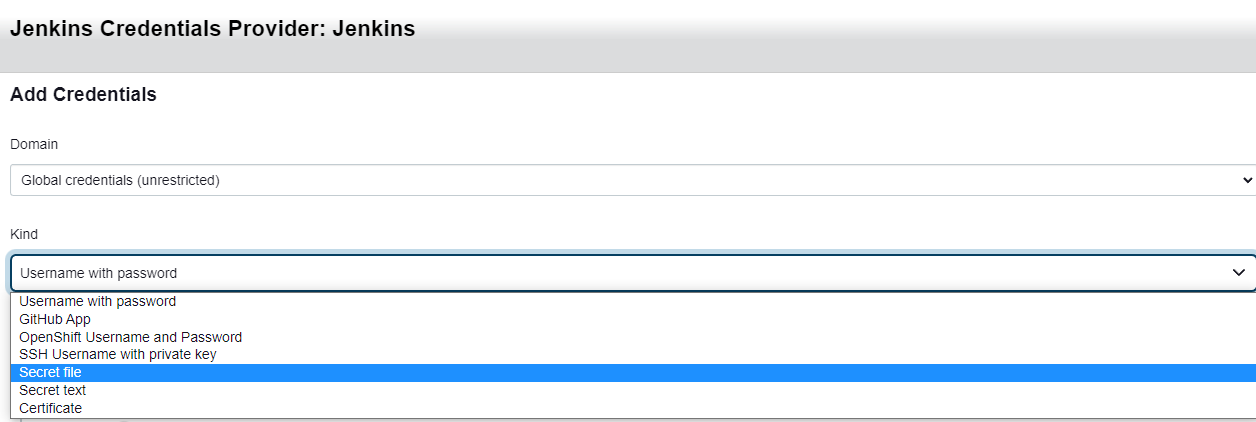 Jenkins Credentials Provider: Jenkins
Add Credentials
Domain
Global credentials (unrestricted)
Kind
Username with password
Username with password
GitHub App
OpenShift Username and Password
SSH Username with private key
Secret file
Secret text
Certificate